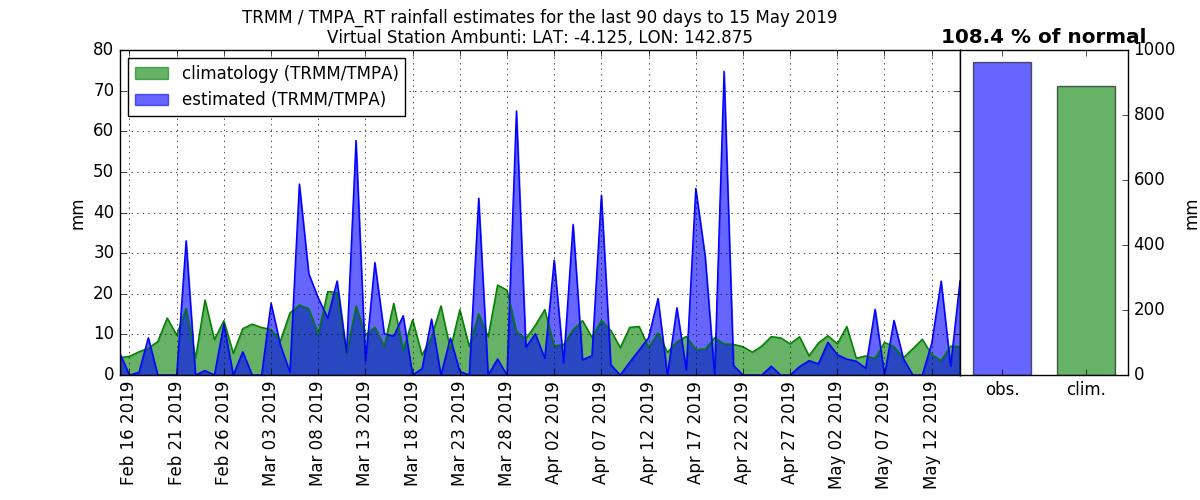 TRMM / TMPA_RT rainfall estimates for the last 90 days to 15 May 2019
Virtual Station Ambunti: LAT: -4.125, LON: 142.875
108.4 % of normal
climatology (TRMM/TMPA)
estimated (TRMM/TMPA)
80
70
60
50
40
30
20
10
0
mm
1000
800
600
400
200
0
mm
Feb 16 2019
Feb 21 2019
Feb 26 2019
Mar 03 2019
Mar 08 2019
Mar 13 2019
Mar 18 2019
Mar 23 2019
Mar 28 2019
Apr 02 2019
Apr 07 2019
Apr 12 2019
Apr 17 2019
Apr 22 2019
Apr 27 2019
May 02 2019
May 07 2019
May 12 2019
obs.
clim.